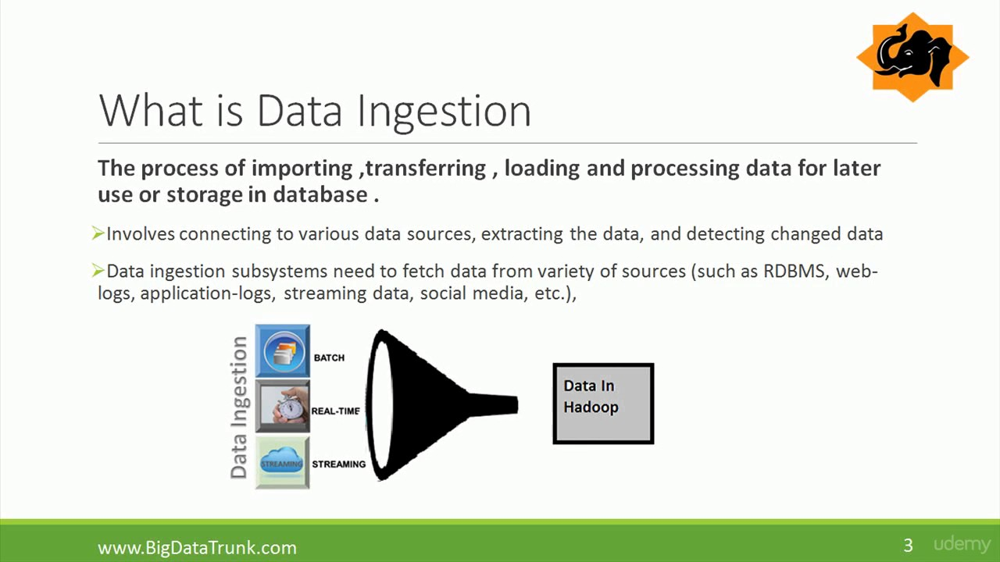 What is Data Ingestion
The process of importing ,transferring , loading and processing data for later
use or storage in database .
Involves connecting to various data sources, extracting the data, and detecting changed data
Data ingestion subsystems need to fetch data from variety of sources (such as RDBMS, web-
logs, application-logs, streaming data, social media, etc.),
Data Ingestion
BATCH
REAL-TIME
STREAMING
STREAMING
Data In
Hadoop
www.BigDataTrunk.com
3
udemy